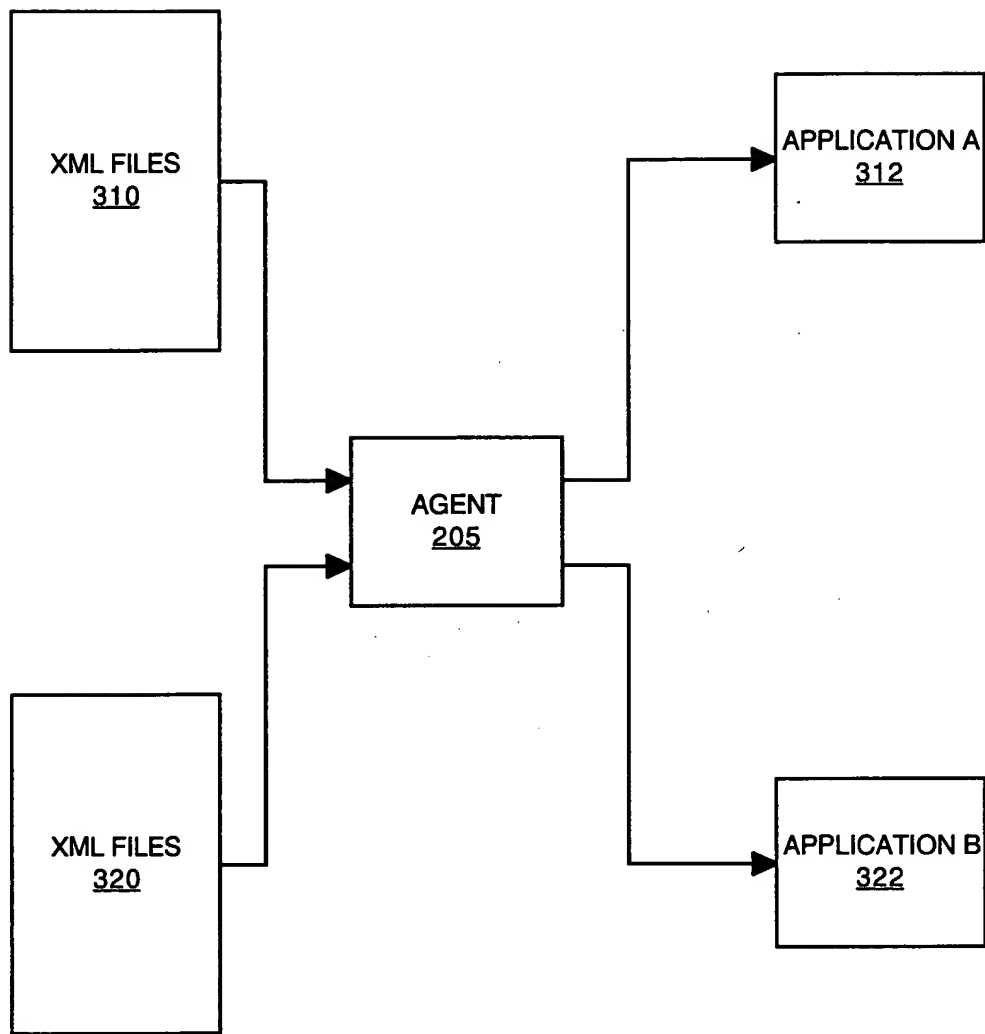 XML FILES
310
APPLICATION A
312
AGENT
205
XML FILES
320
APPLICATION B
322